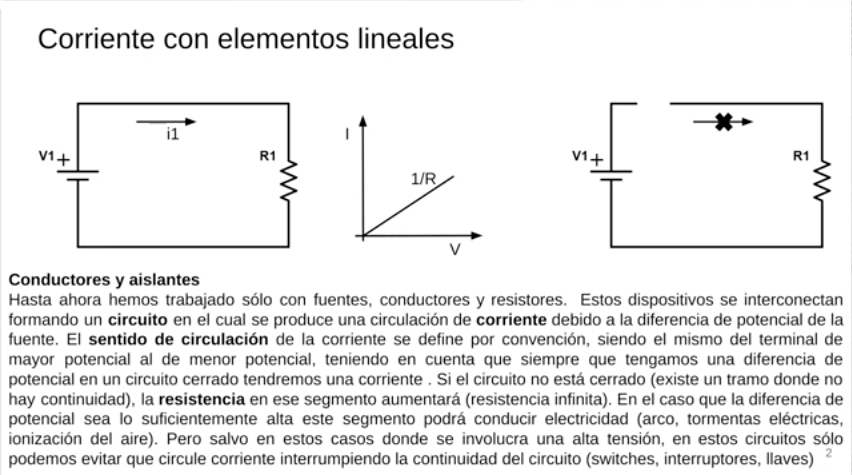 Corriente con elementos lineales
V1
+
i1
R1
I
1/R
V
V1
+
R1
Conductores y aislantes
Hasta ahora hemos trabajado sólo con fuentes, conductores y resistores. Estos dispositivos se interconectan
formando un circuito en el cual se produce una circulación de corriente debido a la diferencia de potencial de la
fuente. El sentido de circulación de la corriente se define por convención, siendo el mismo del terminal de
mayor potencial al de menor potencial, teniendo en cuenta que siempre que tengamos una diferencia de
potencial en un circuito cerrado tendremos una corriente . Si el circuito no está cerrado (existe un tramo donde no
hay continuidad), la resistencia en ese segmento aumentará (resistencia infinita). En el caso que la diferencia de
potencial sea lo suficientemente alta este segmento podrá conducir electricidad (arco, tormentas eléctricas,
ionización del aire). Pero salvo en estos casos donde se involucra una alta tensión, en estos circuitos sólo
podemos evitar que circule corriente interrumpiendo la continuidad del circuito (switches, interruptores, llaves)
2